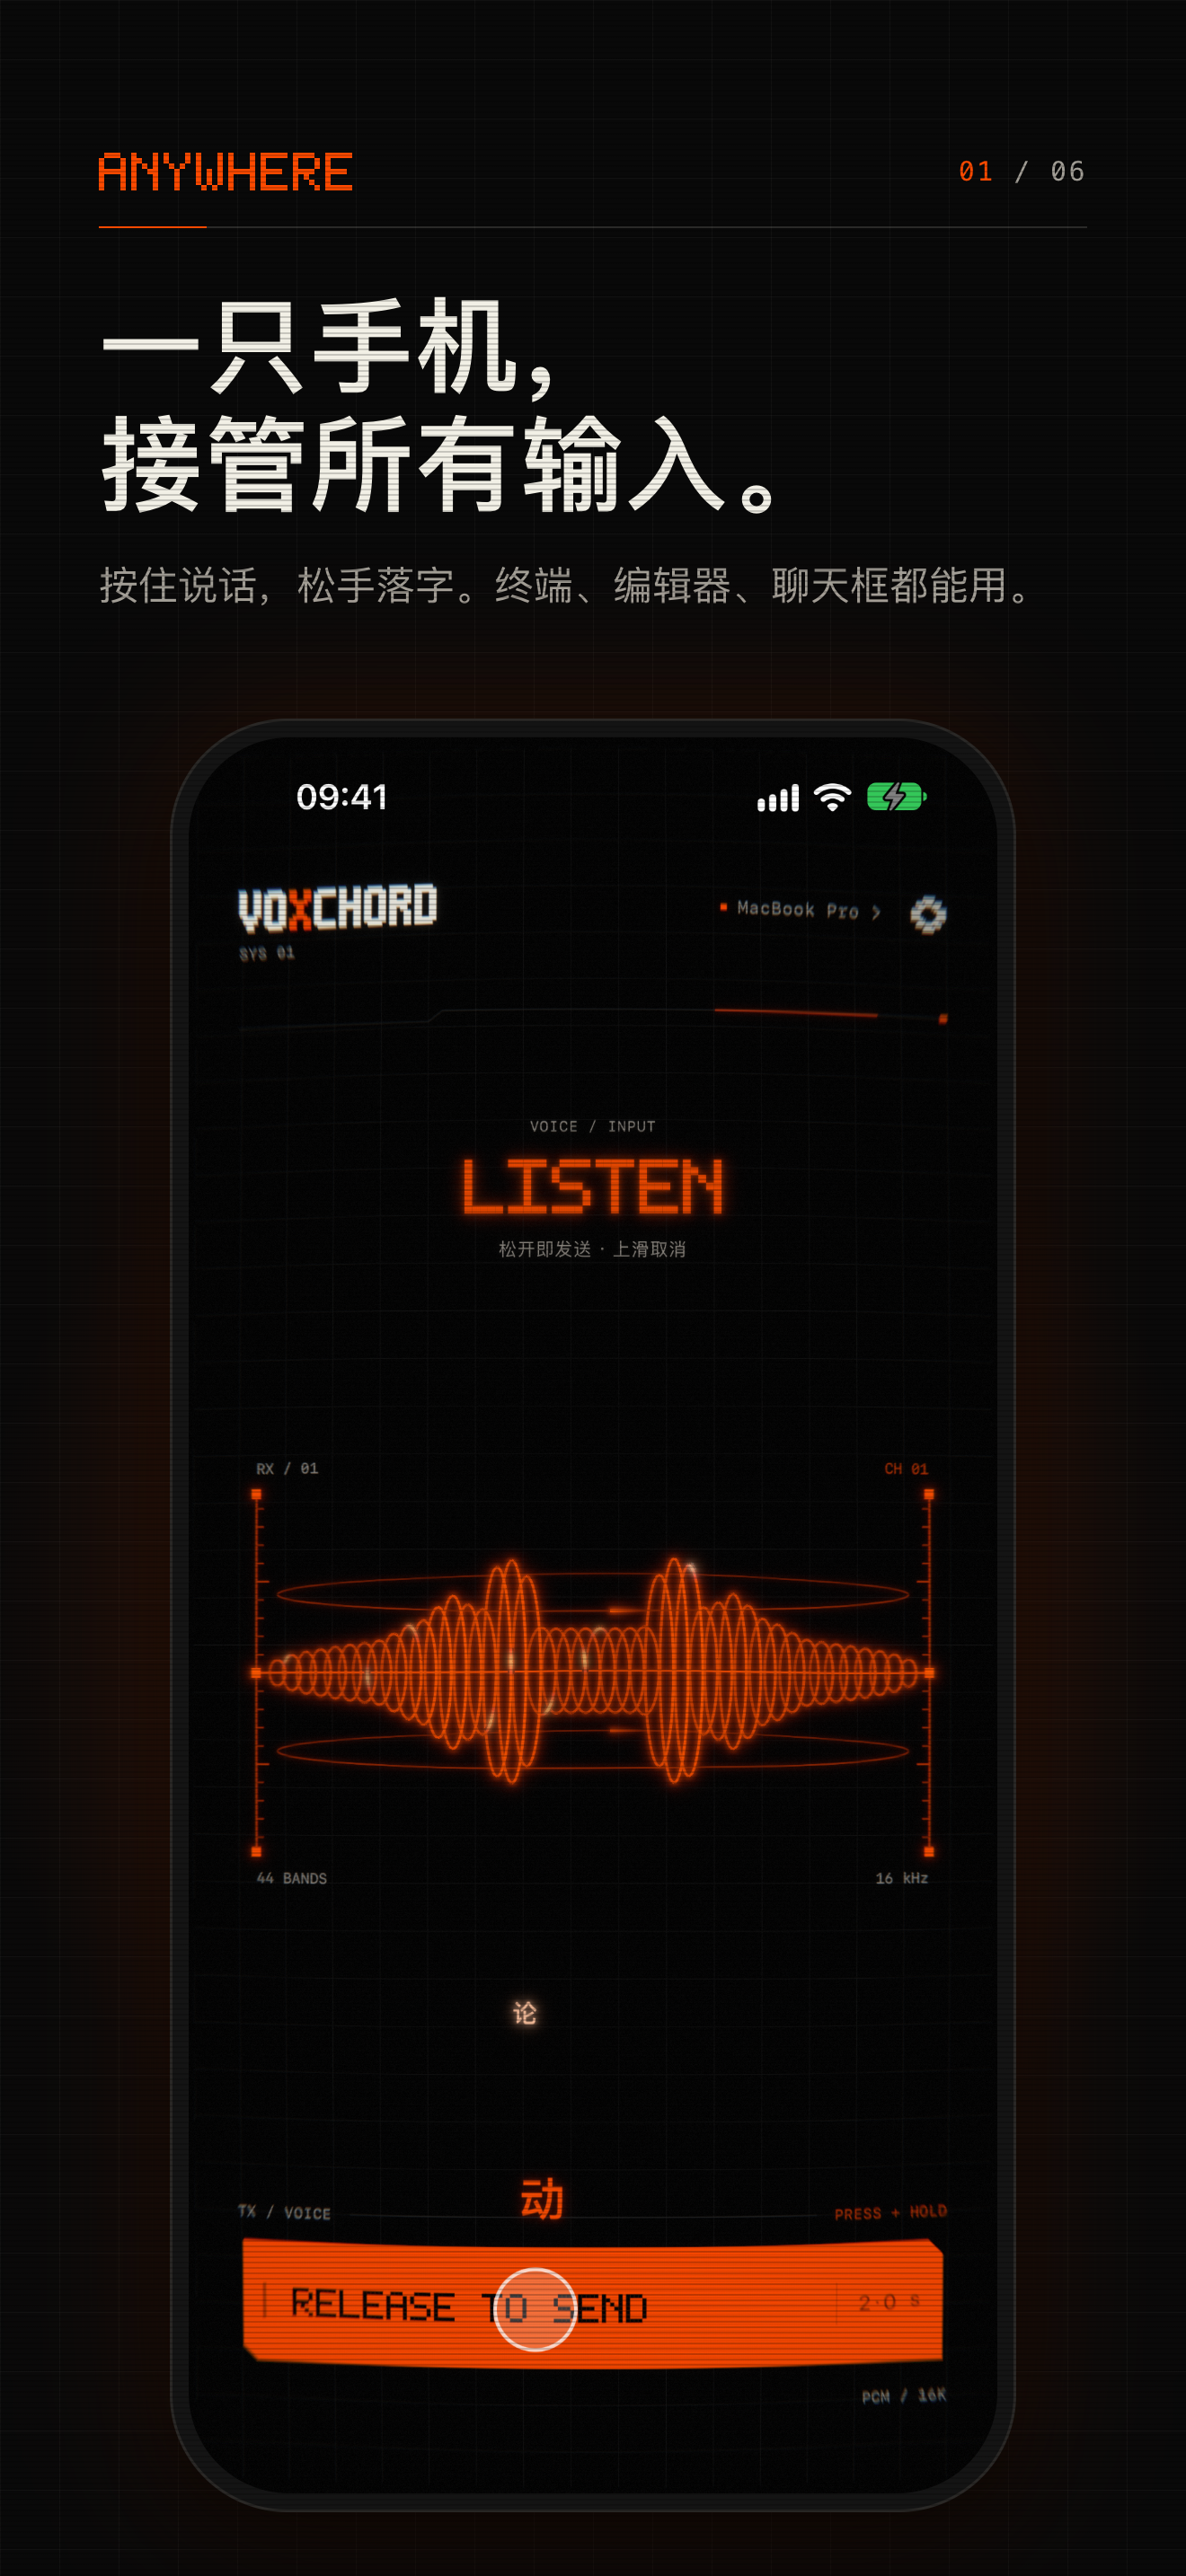 ANYWHERE
01 / 06
一只手机，
接管所有输入。
按住说话，松手落字。终端、编辑器、聊天框都能用。
09:41
VOXCHORD
MacBook Pro >
SYS 01
VOICE / INPUT
LISTEN
松开即发送 · 上滑取消
RX / 01
CH 01
44 BANDS
16 kHz
论
动
TX / VOICE
PRESS + HOLD
RELEASE TO SEND
2.0 s
PCM / 16K